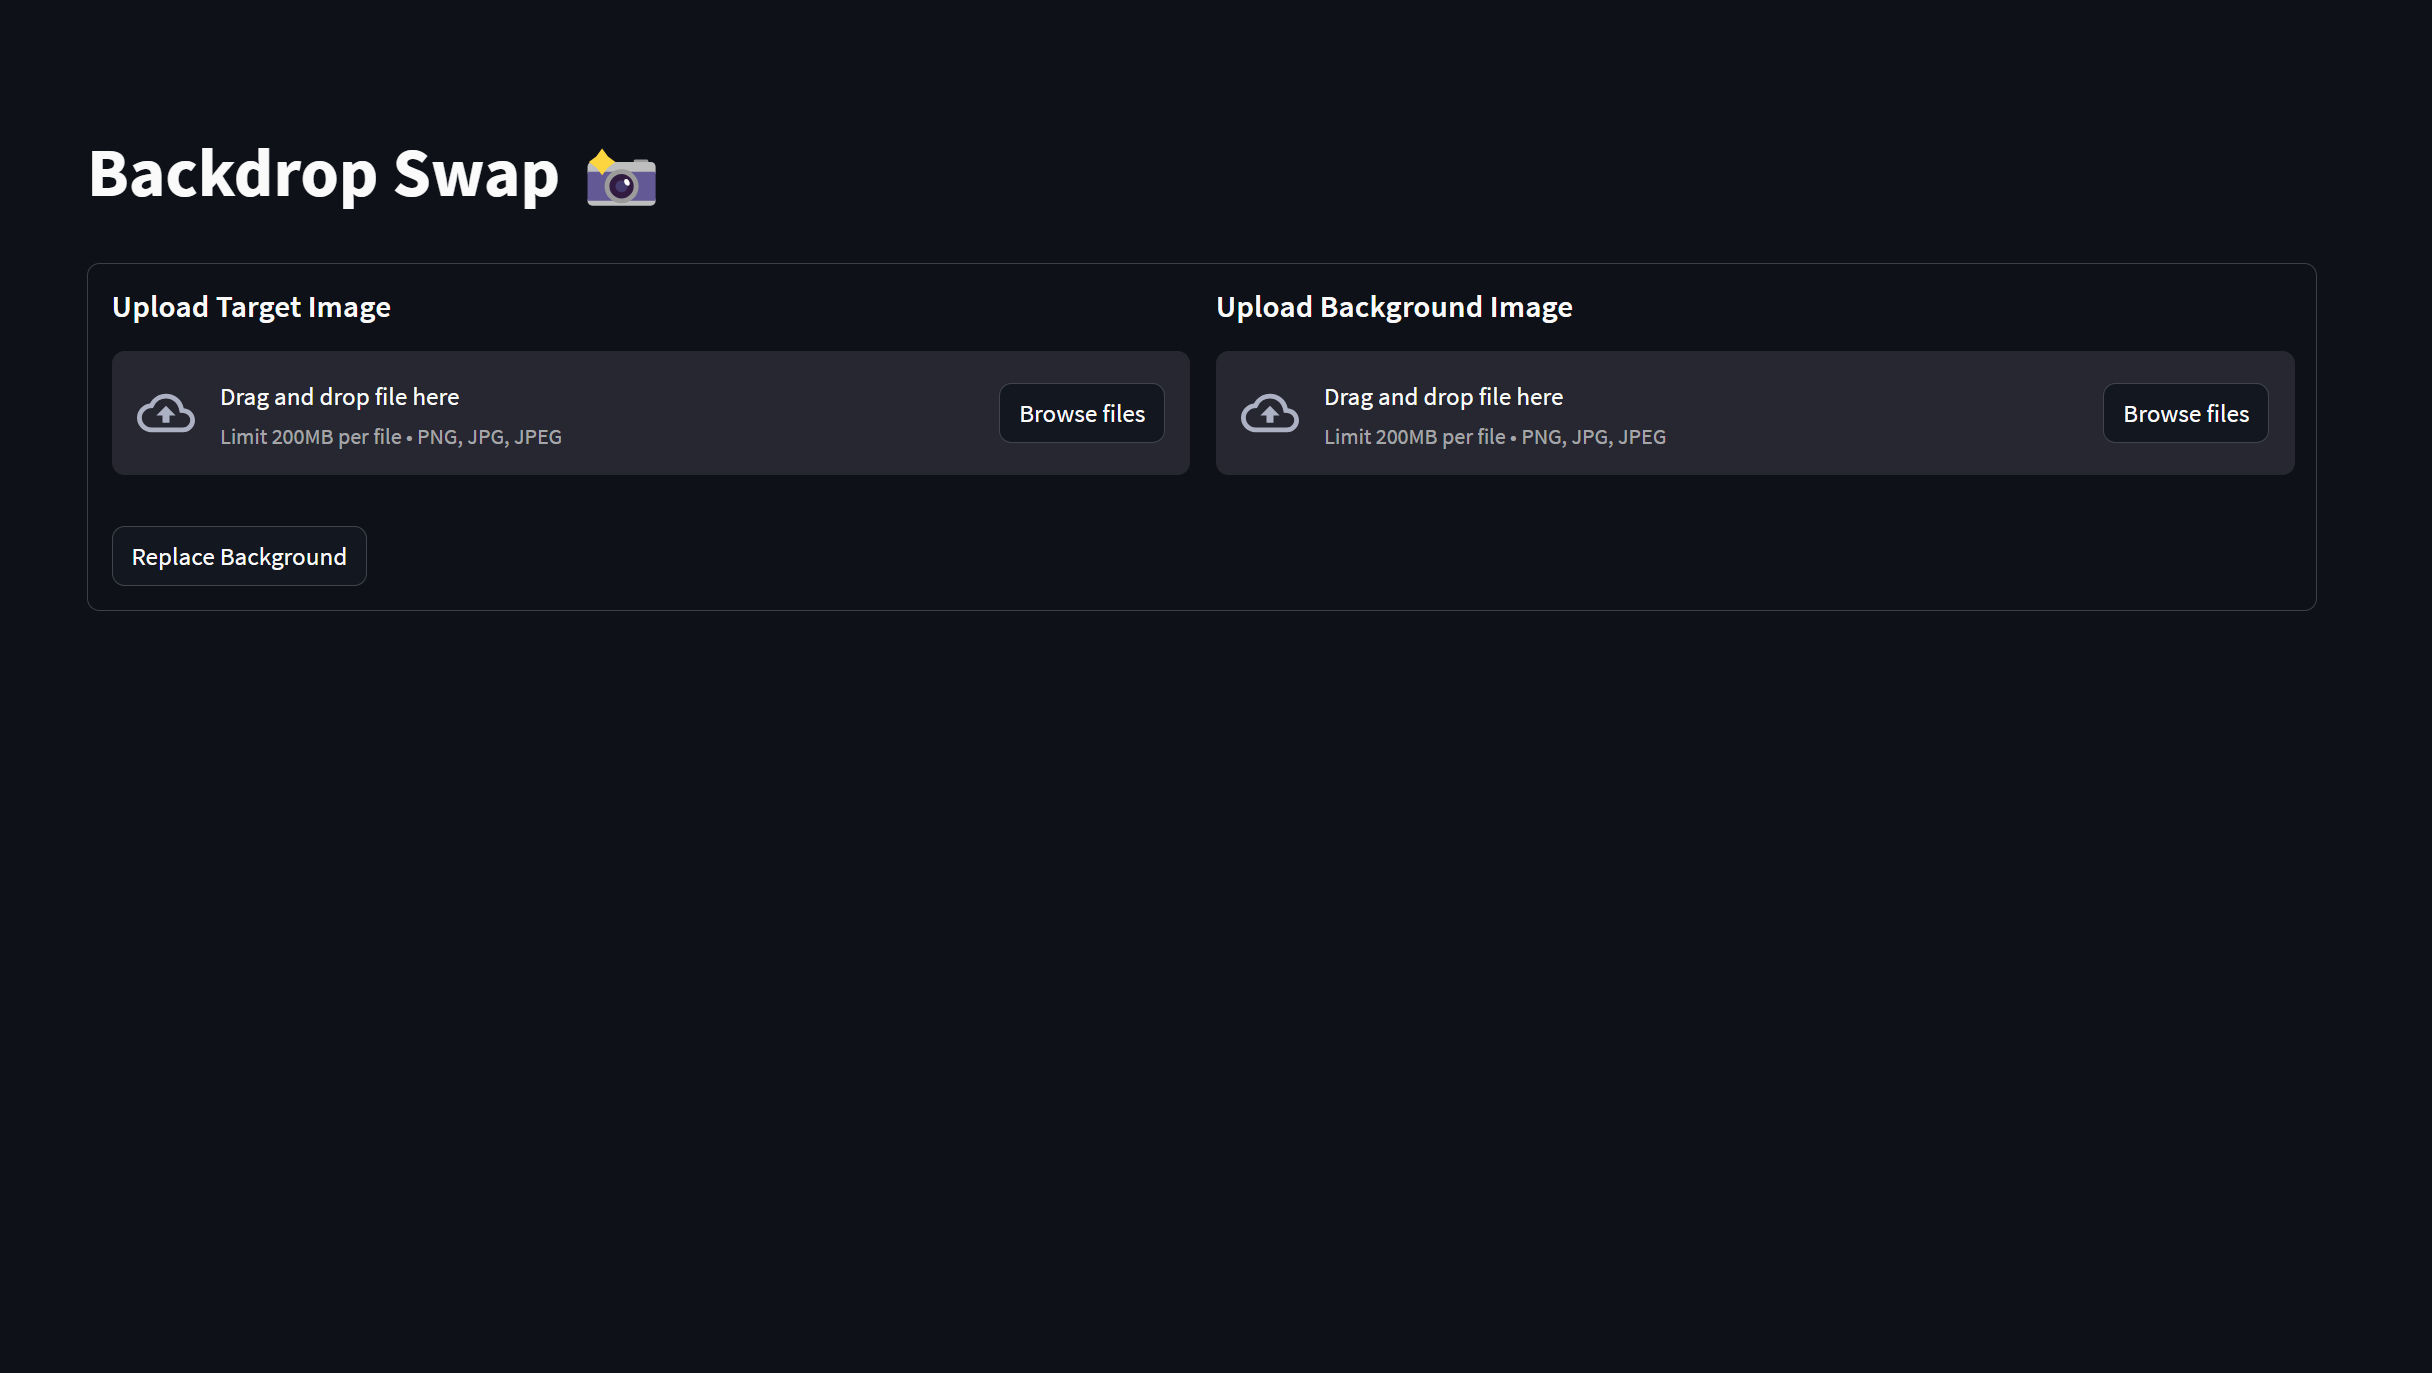 Backdrop Swap
Upload Target Image
Drag and drop file here
Limit 200MB per file • PNG, JPG, JPEG
Browse files
Upload Background Image
Drag and drop file here
Limit 200MB per file • PNG, JPG, JPEG
Browse files
Replace Background